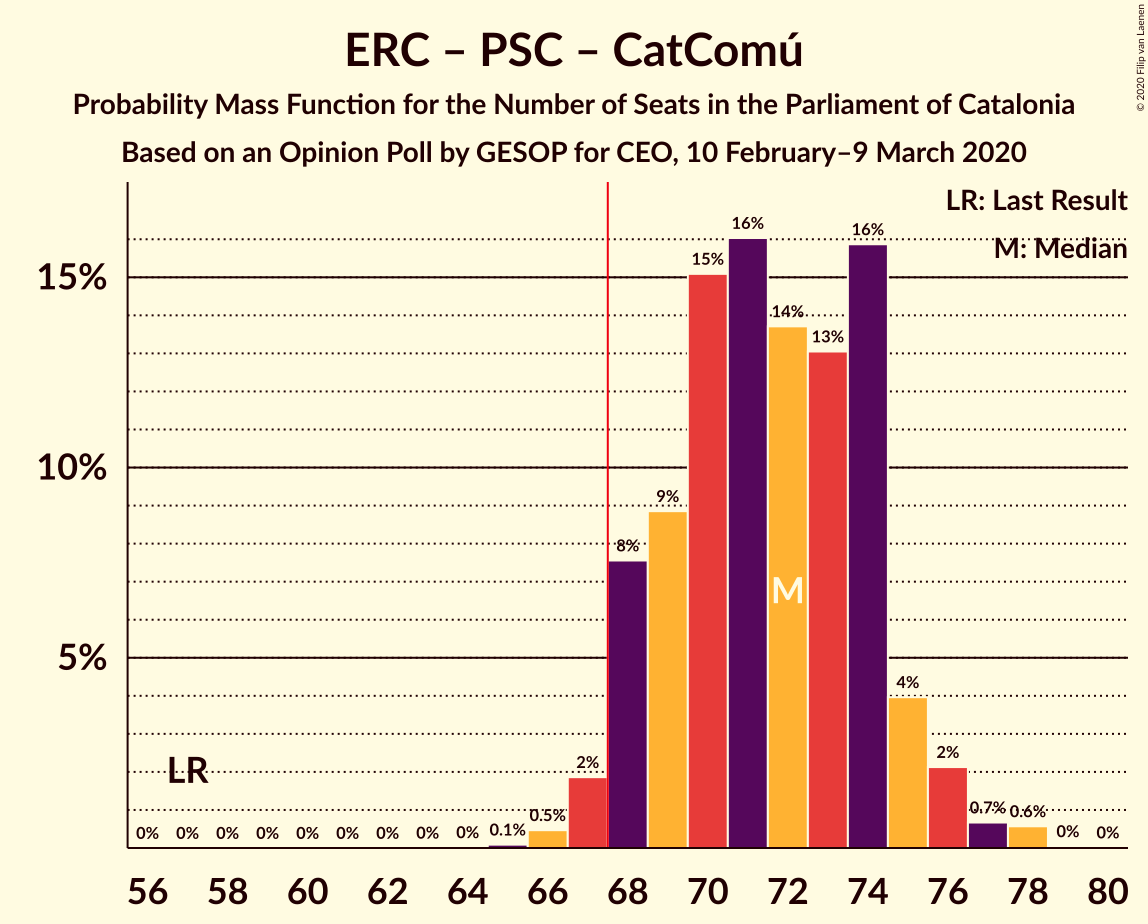 ERC – PSC – CatComú
Probability Mass Function for the Number of Seats in the Parliament of Catalonia
Based on an Opinion Poll by GESOP for CEO, 10 February–9 March 2020
© 2020 Filip van Laenen
LR: Last Result
M: Median
15%
10%
5%
LR
M
0% 0% 0% 0% 0% 0% 0% 0% 0% 0.1% 0.5% 2% 8% 9% 15% 16% 14% 13% 16% 4% 2% 0.7% 0.6% 0% 0%
56 58 60 62 64 66 68 70 72 74 76 78 80